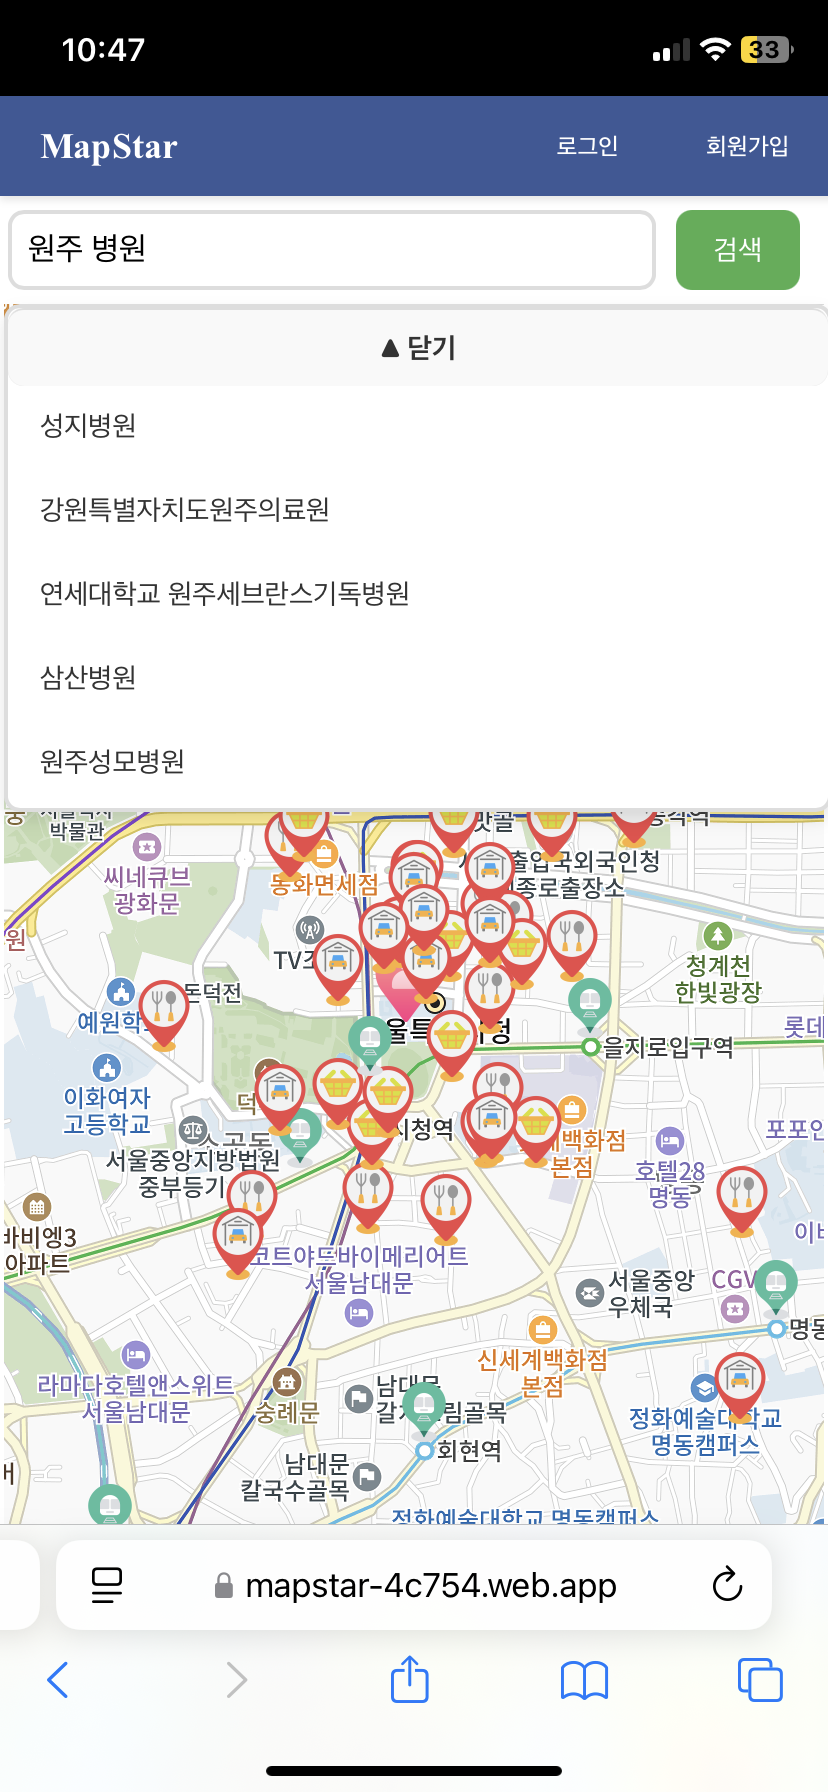 10:47
33
MapStar
로그인
회원가입
원주 병원
검색
▲ 닫기
성지병원
강원특별자치도원주의료원
연세대학교 원주세브란스기독병원
삼산병원
원주성모병원
박물관
씨네큐브
광화문
동화면세점
출입국외국인청
종로출장소
원
TV조
청계천
한빛광장
돈덕전
예원학
을지로입구역
롯데
이화여자
고등학교
덕
시청역
백화점
본점
포포인
서울중앙지방법원
중부등기
호텔28
명동
바비엥3
아파트
코트야드바이메리어트
서울남대문
서울중앙
우체국
CGV
명동
신세계백화점
본점
라마다호텔앤스위트
서울남대문
숭례문
남대문
갈치 림골목
정화예술대학교
명동캠퍼스
회현역
남대문
칼국수골목
정화예술대학교 명동캠퍼스
mapstar-4c754.web.app